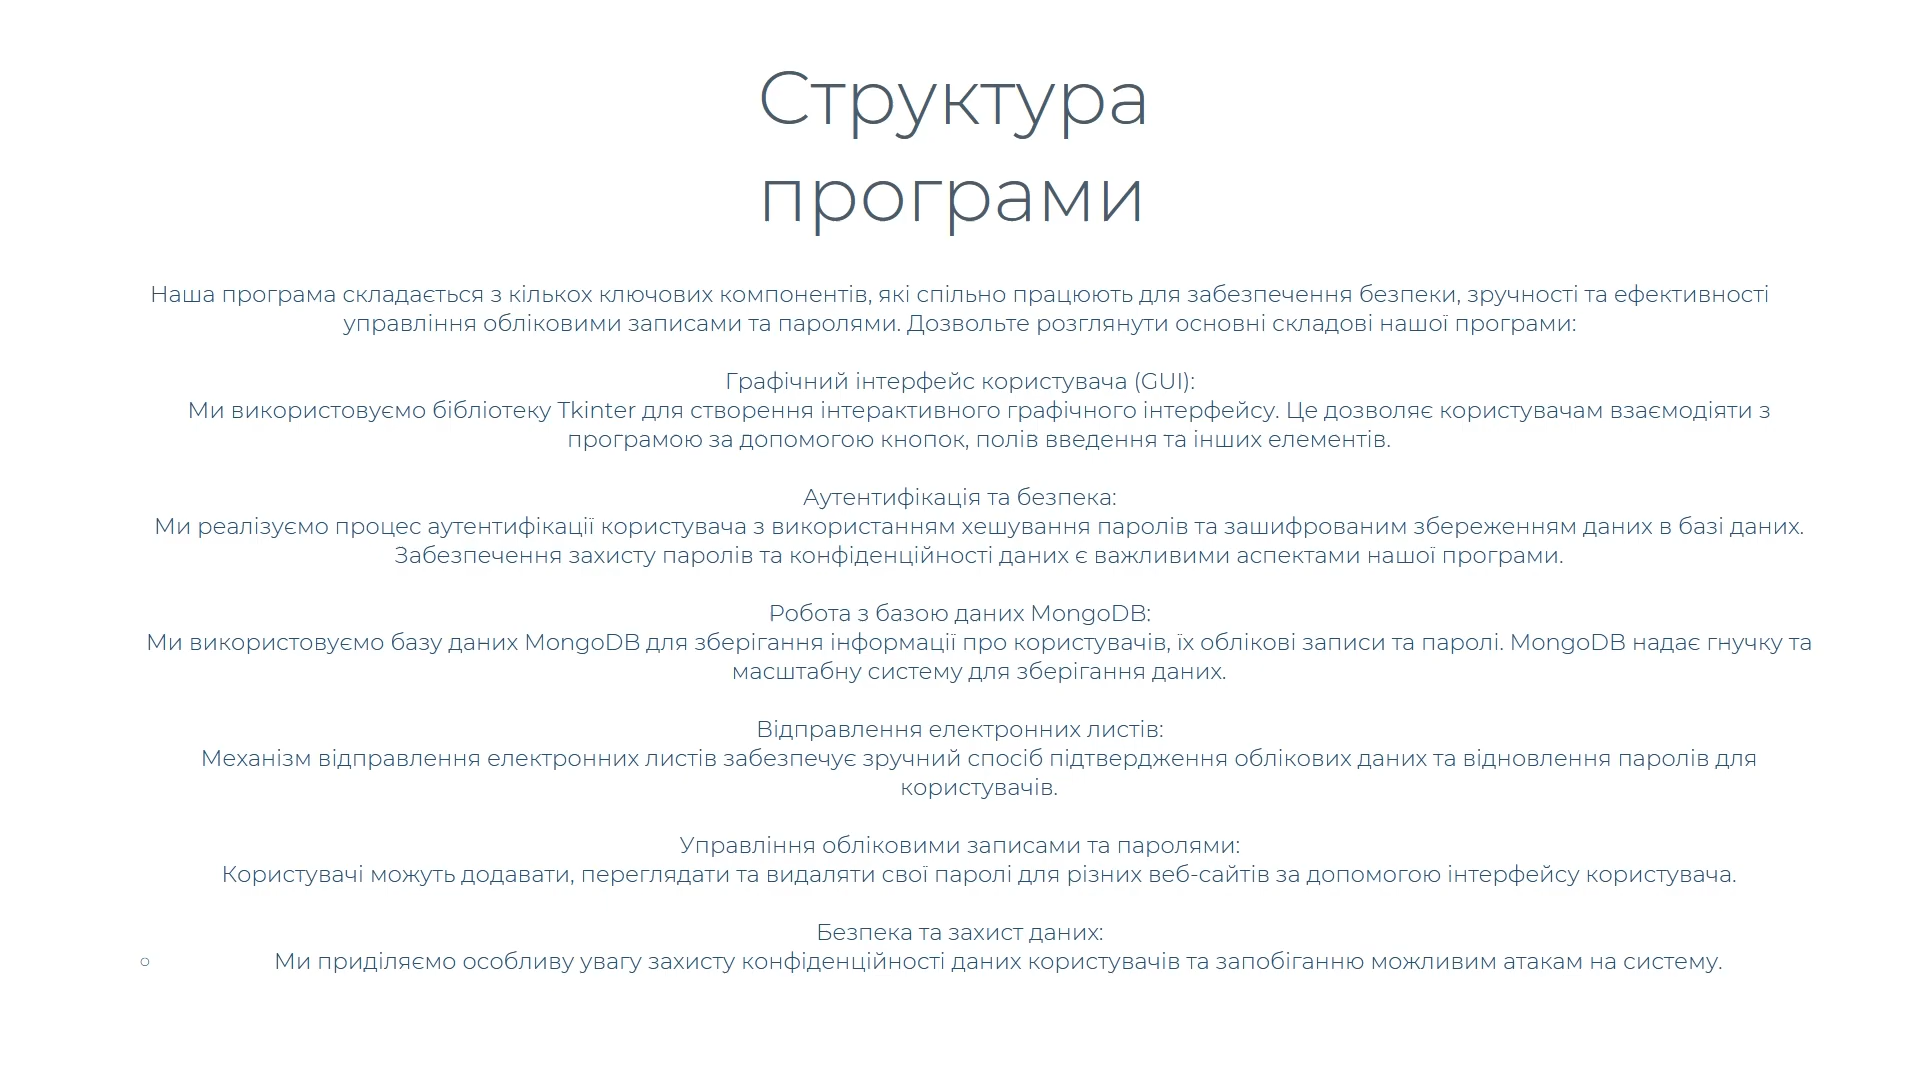 Структура
програми
Наша програма складається з кількох ключових компонентів, які спільно працюють для забезпечення безпеки, зручності та ефективності
управління обліковими записами та паролями. Дозвольте розглянути основні складові нашої програми:
Графічний інтерфейс користувача (GUI):
Ми використовуємо бібліотеку Tkinter для створення інтерактивного графічного інтерфейсу. Це дозволяє користувачам взаємодіяти з
програмою за допомогою кнопок, полів введення та інших елементів.
Аутентифікація та безпека:
Ми реалізуємо процес аутентифікації користувача з використанням хешування паролів та зашифрованим збереженням даних в базі даних.
Забезпечення захисту паролів та конфіденційності даних є важливими аспектами нашої програми.
Робота з базою даних MongoDB:
Ми використовуємо базу даних MongoDB для зберігання інформації про користувачів, їх облікові записи та паролі. MongoDB надає гнучку та
масштабну систему для зберігання даних.
Відправлення електронних листів:
Механізм відправлення електронних листів забезпечує зручний спосіб підтвердження облікових даних та відновлення паролів для
користувачів.
Управління обліковими записами та паролями:
Користувачі можуть додавати, переглядати та видаляти свої паролі для різних веб-сайтів за допомогою інтерфейсу користувача.
Безпека та захист даних:
○ Ми приділяємо особливу увагу захисту конфіденційності даних користувачів та запобіганню можливим атакам на систему.